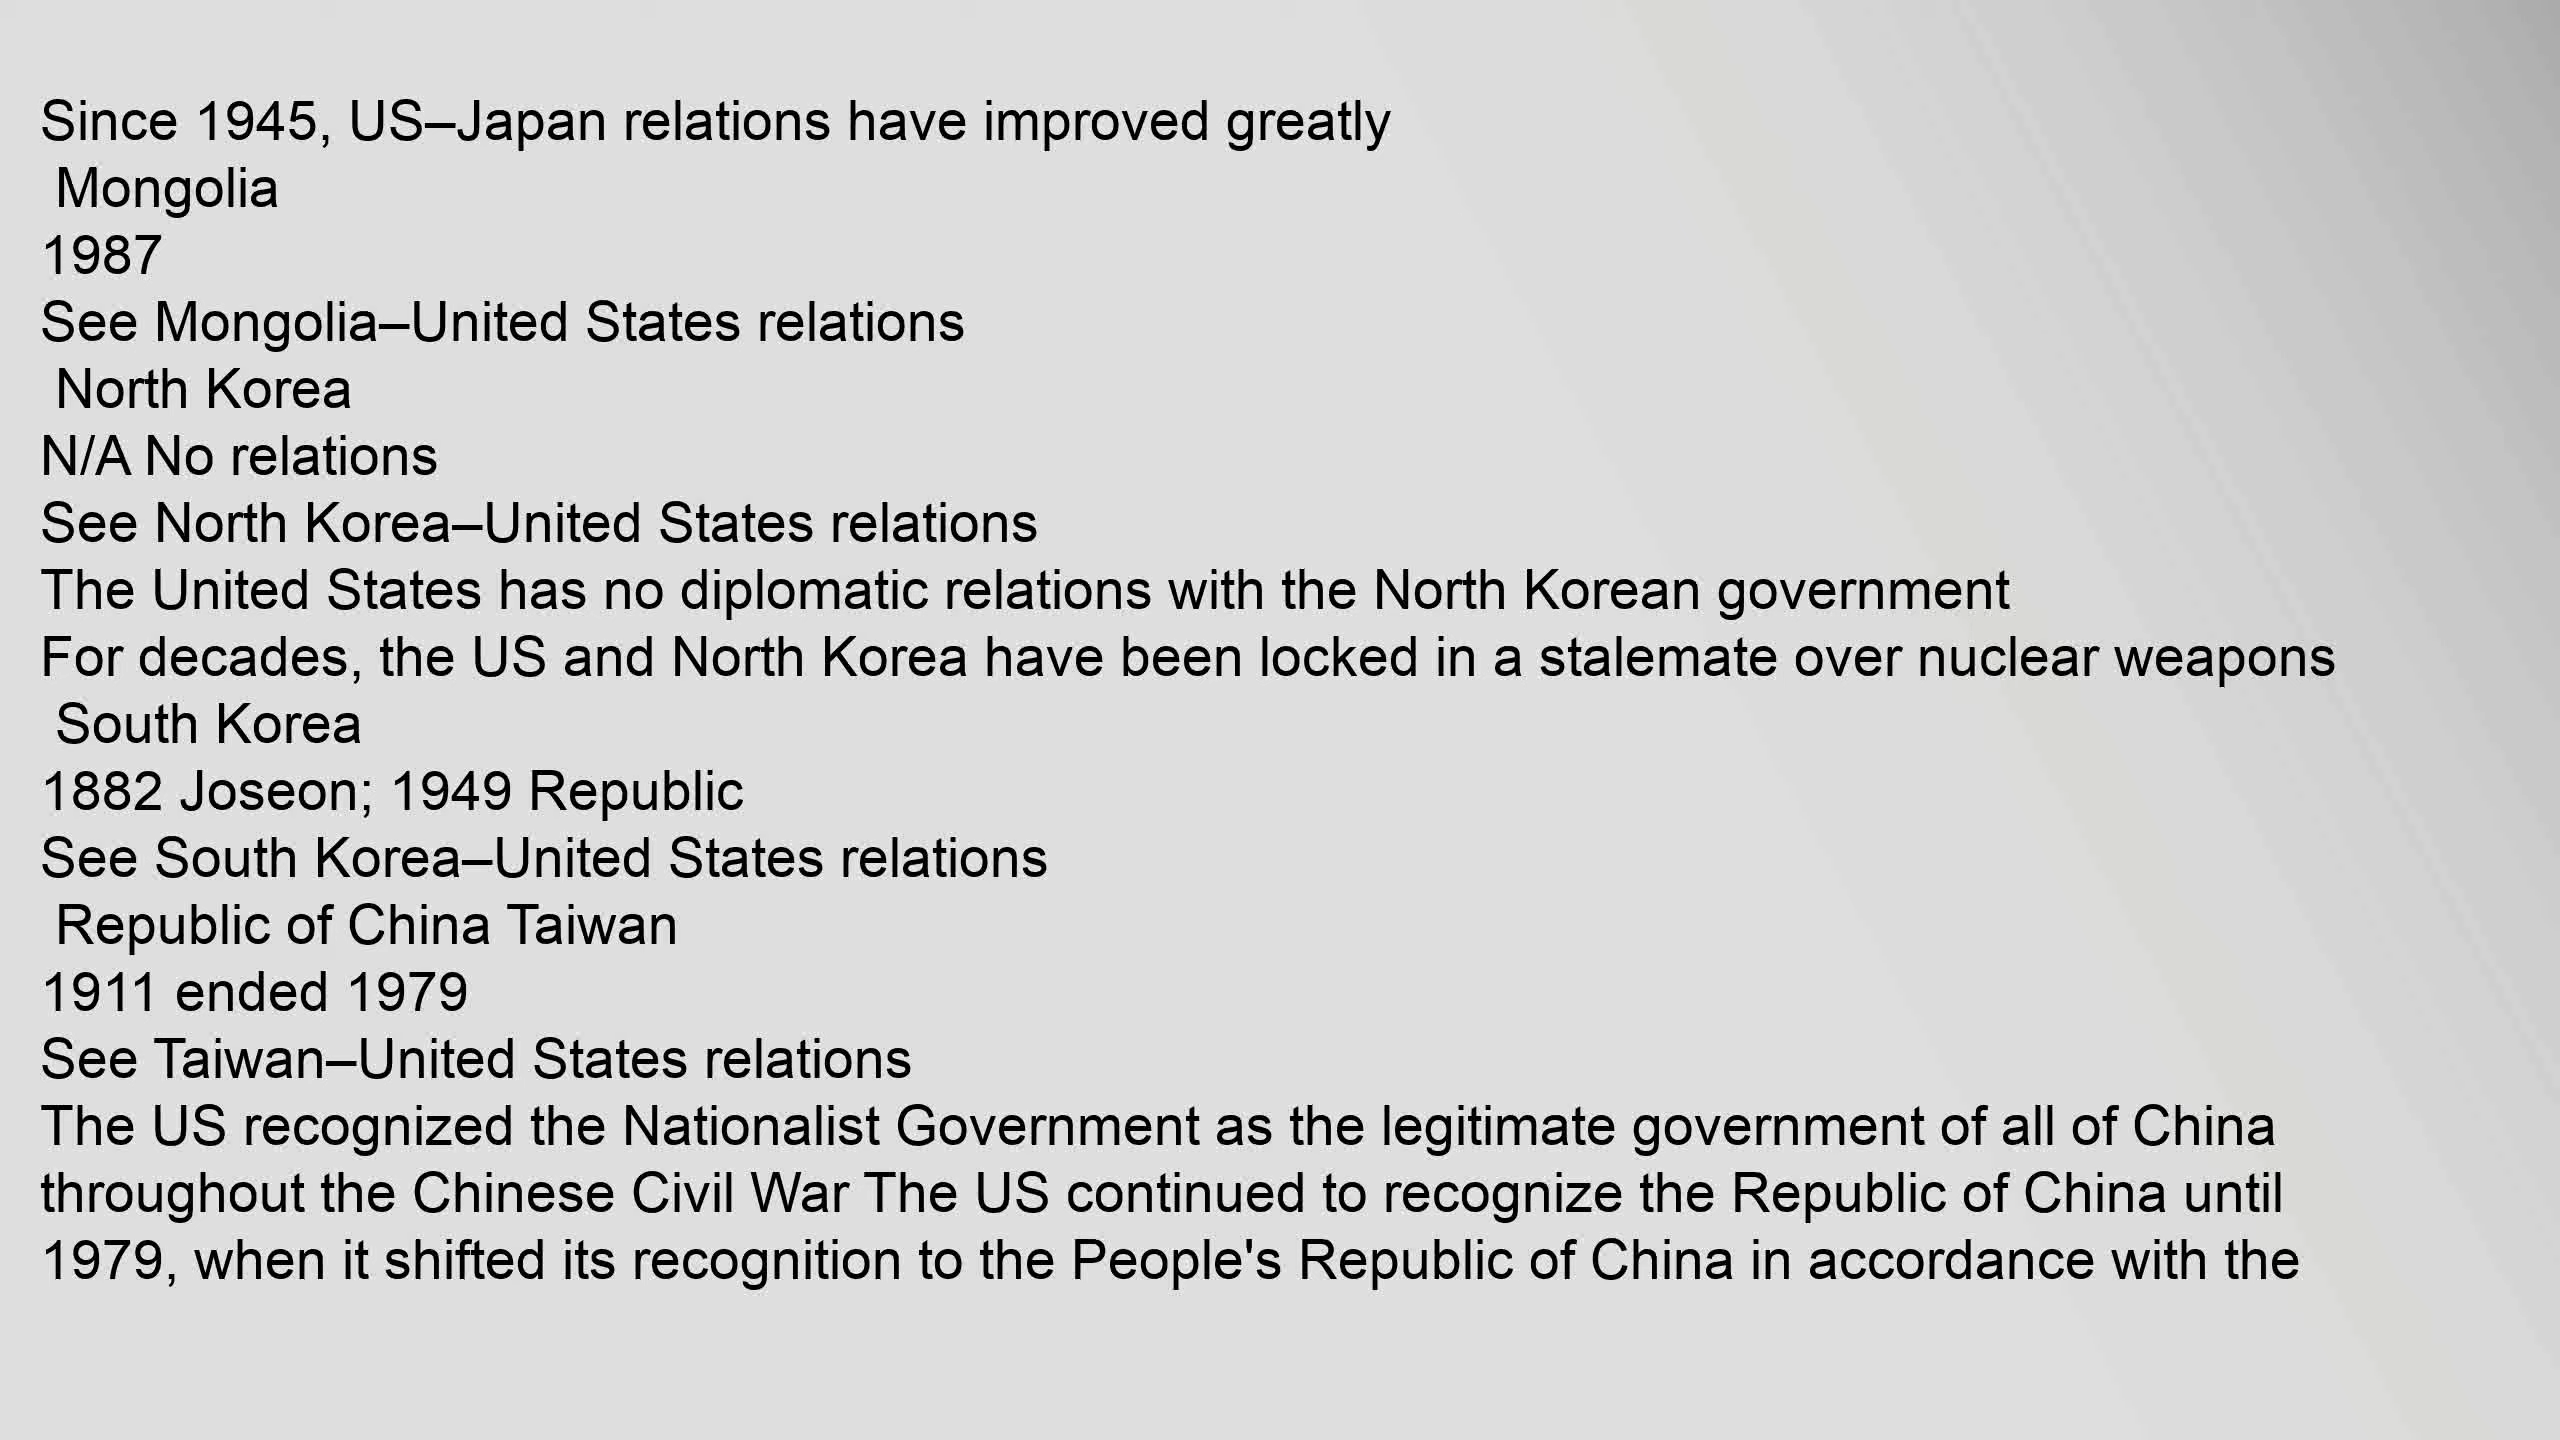 Since 1945, US–Japan relations have improved greatly
Mongolia
1987
See Mongolia–United States relations
North Korea
N/A No relations
See North Korea–United States relations
The United States has no diplomatic relations with the North Korean government
For decades, the US and North Korea have been locked in a stalemate over nuclear weapons
South Korea
1882 Joseon; 1949 Republic
See South Korea–United States relations
Republic of China Taiwan
1911 ended 1979
See Taiwan–United States relations
The US recognized the Nationalist Government as the legitimate government of all of China
throughout the Chinese Civil War The US continued to recognize the Republic of China until
1979, when it shifted its recognition to the People's Republic of China in accordance with the